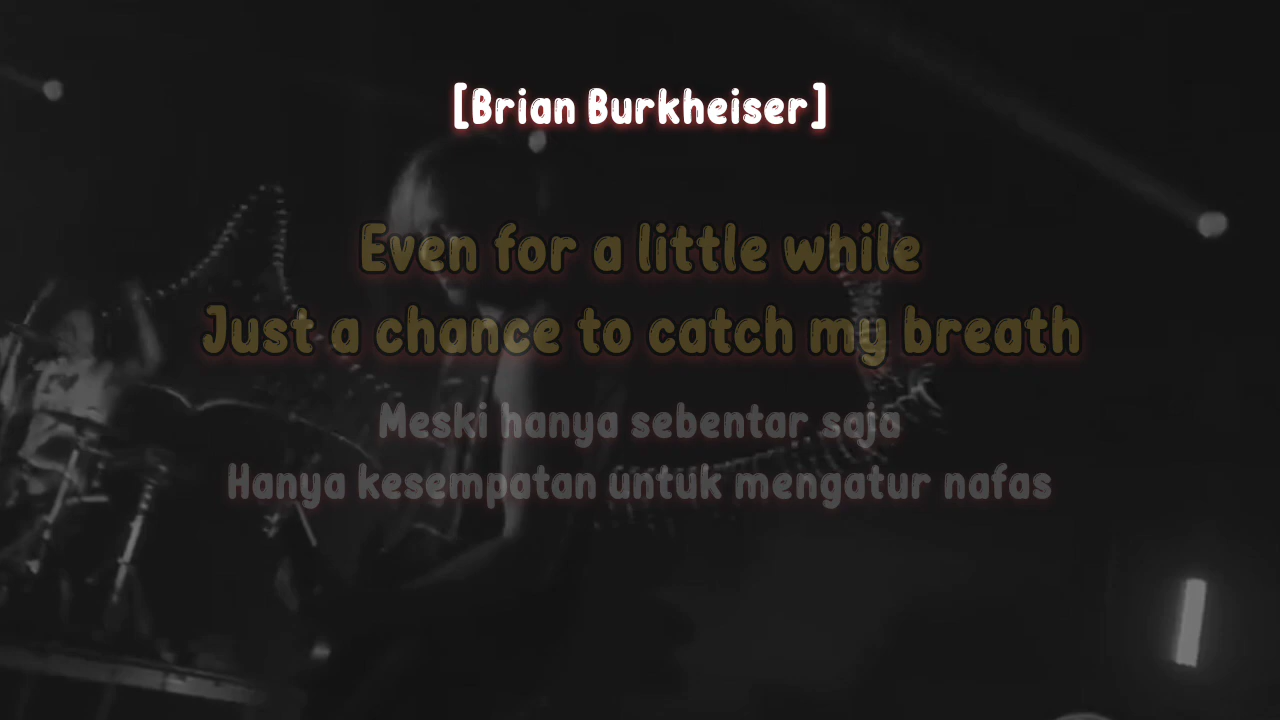 [Brian Burkheiser]
Even for a little while
Just a chance to catch my breath
Meski hanya sebentar saja
Hanya kesempatan untuk mengatur nafas